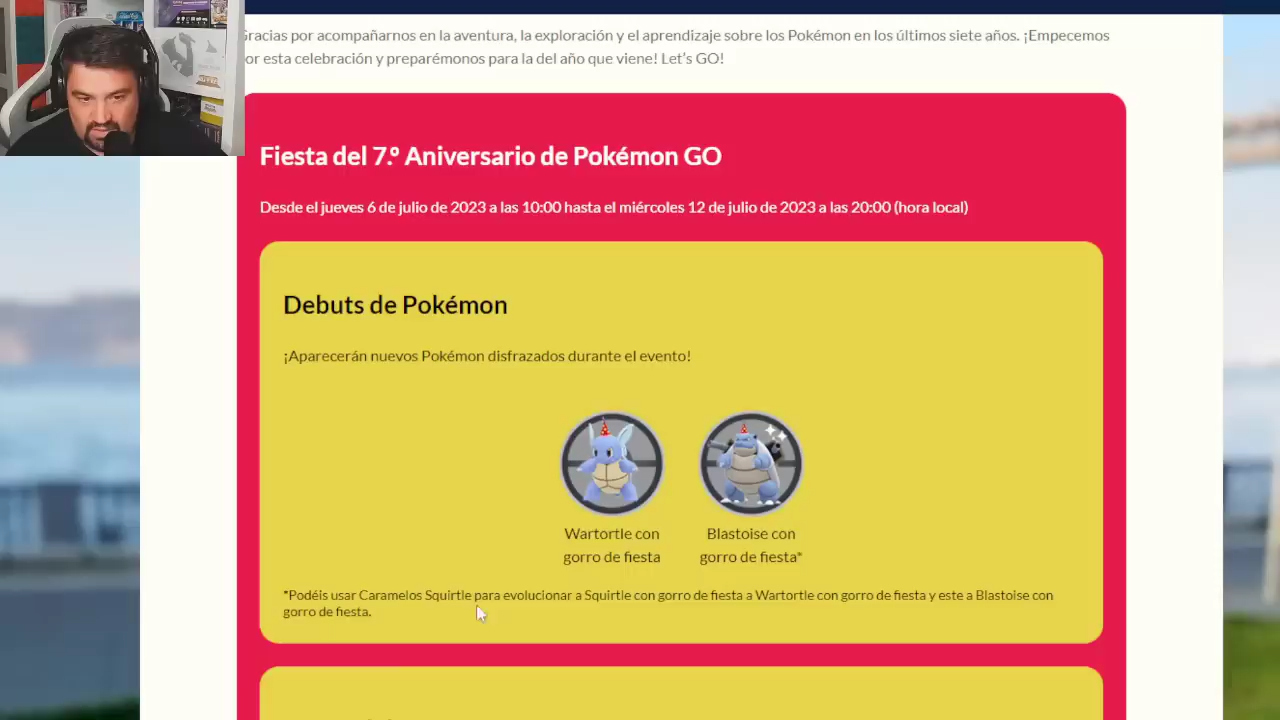 Gracias por acompañarnos en la aventura, la exploración y el aprendizaje sobre los Pokémon en los últimos siete años. ¡Empecemos
por esta celebración y preparémonos para la del año que viene! Let's GO!
Fiesta del 7.º Aniversario de Pokémon GO
Desde el jueves 6 de julio de 2023 a las 10:00 hasta el miércoles 12 de julio de 2023 a las 20:00 (hora local)
Debuts de Pokémon
¡Aparecerán nuevos Pokémon disfrazados durante el evento!
Wartortle con
gorro de fiesta
Blastoise con
gorro de fiesta*
*Podéis usar Caramelos Squirtle para evolucionar a Squirtle con gorro de fiesta a Wartortle con gorro de fiesta y este a Blastoise con
gorro de fiesta.